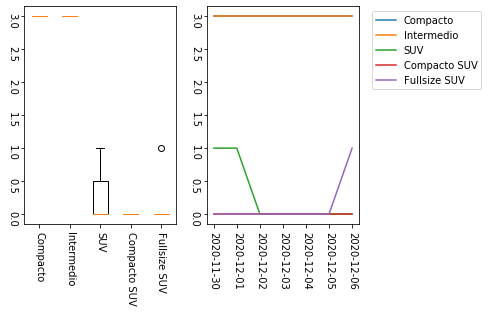 3.0
2.5
2.0
1.5
1.0
0.5
0.0
Compacto
Intermedio
SUV
Compacto SUV
Fullsize SUV
3.0
2.5
2.0
1.5
1.0
0.5
0.0
2020-11-30
2020-12-01
2020-12-02
2020-12-03
2020-12-04
2020-12-05
2020-12-06
Compacto
Intermedio
SUV
Compacto SUV
Fullsize SUV